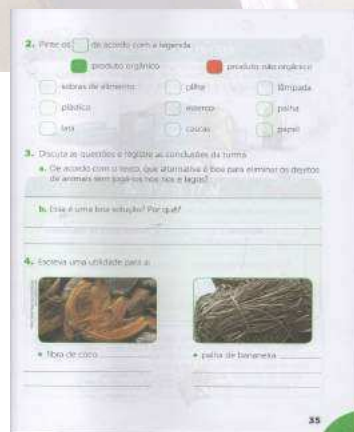 2. Pinte os de acordo com a legenda.
produto orgânico produto não orgânico
sobras de alimento pilha lâmpada
plástico esterco palha
lata cascas papel
3. Discuta as questões e registre as conclusões da turma.
a. De acordo com o texto, que alternativa é boa para eliminar os dejetos
de animais sem jogá-los nos rios e lagos?
b. Essa é uma boa solução? Por quê?
4. Escreva uma utilidade para a:
• fibra de coco
• palha de bananeira
35